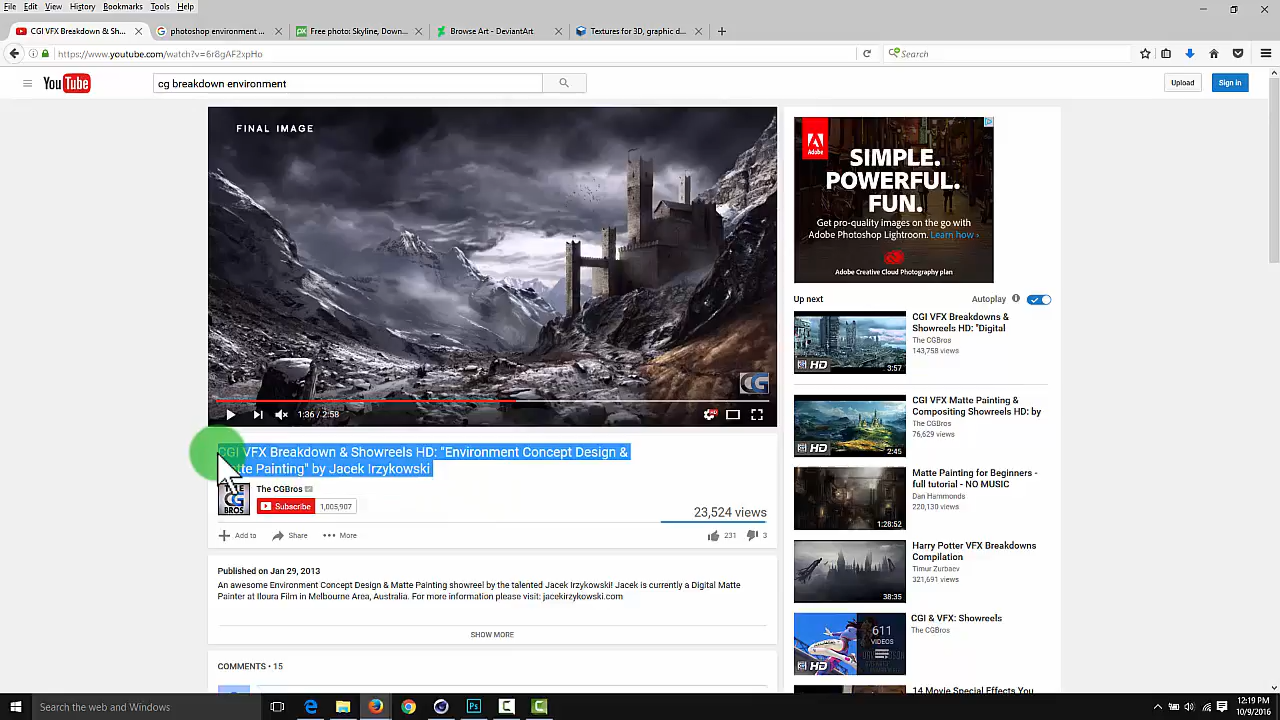 File Edit View History Bookmarks Tools Help
CGI VFX Breakdown & Sh...
photoshop environment ...
Free photo: Skyline, Down...
Browse Art - DeviantArt
Textures for 3D, graphic d...
https://www.youtube.com/watch?v=6r8gAF2xpHo
Search
YouTube
cg breakdown environment
Upload
Sign in
FINAL IMAGE
1:36 / 2:58
HD
CG
Adobe
SIMPLE.
POWERFUL.
FUN.
Get pro-quality images on the go with
Adobe Photoshop Lightroom. Learn how ›
Adobe Creative Cloud Photography plan
Up next
Autoplay
CGI VFX Breakdowns &
Showreels HD: "Digital
The CGBros
143,758 views
HD
3:57
CGI VFX Matte Painting &
Compositing Showreels HD: by
The CGBros
76,629 views
HD
2:45
Matte Painting for Beginners -
full tutorial - NO MUSIC
Dan Hammonds
220,130 views
1:28:52
Harry Potter VFX Breakdowns
Compilation
Timur Zurbaev
321,691 views
38:35
CGI & VFX: Showreels
The CGBros
611
VIDEOS
HD
14 Movie Special Effects You
CGI VFX Breakdown & Showreels HD: "Environment Concept Design &
tte Painting" by Jacek Irzykowski
THE
CG
BROS
The CGBros
Subscribe
1,005,907
23,524 views
Add to
Share
More
231
3
Published on Jan 29, 2013
An awesome Environment Concept Design & Matte Painting showreel by the talented Jacek Irzykowski! Jacek is currently a Digital Matte
Painter at Iloura Film in Melbourne Area, Australia. For more information please visit: jacekirzykowski.com
SHOW MORE
COMMENTS • 15
Search the web and Windows
Ps
12:19 PM
10/9/2016